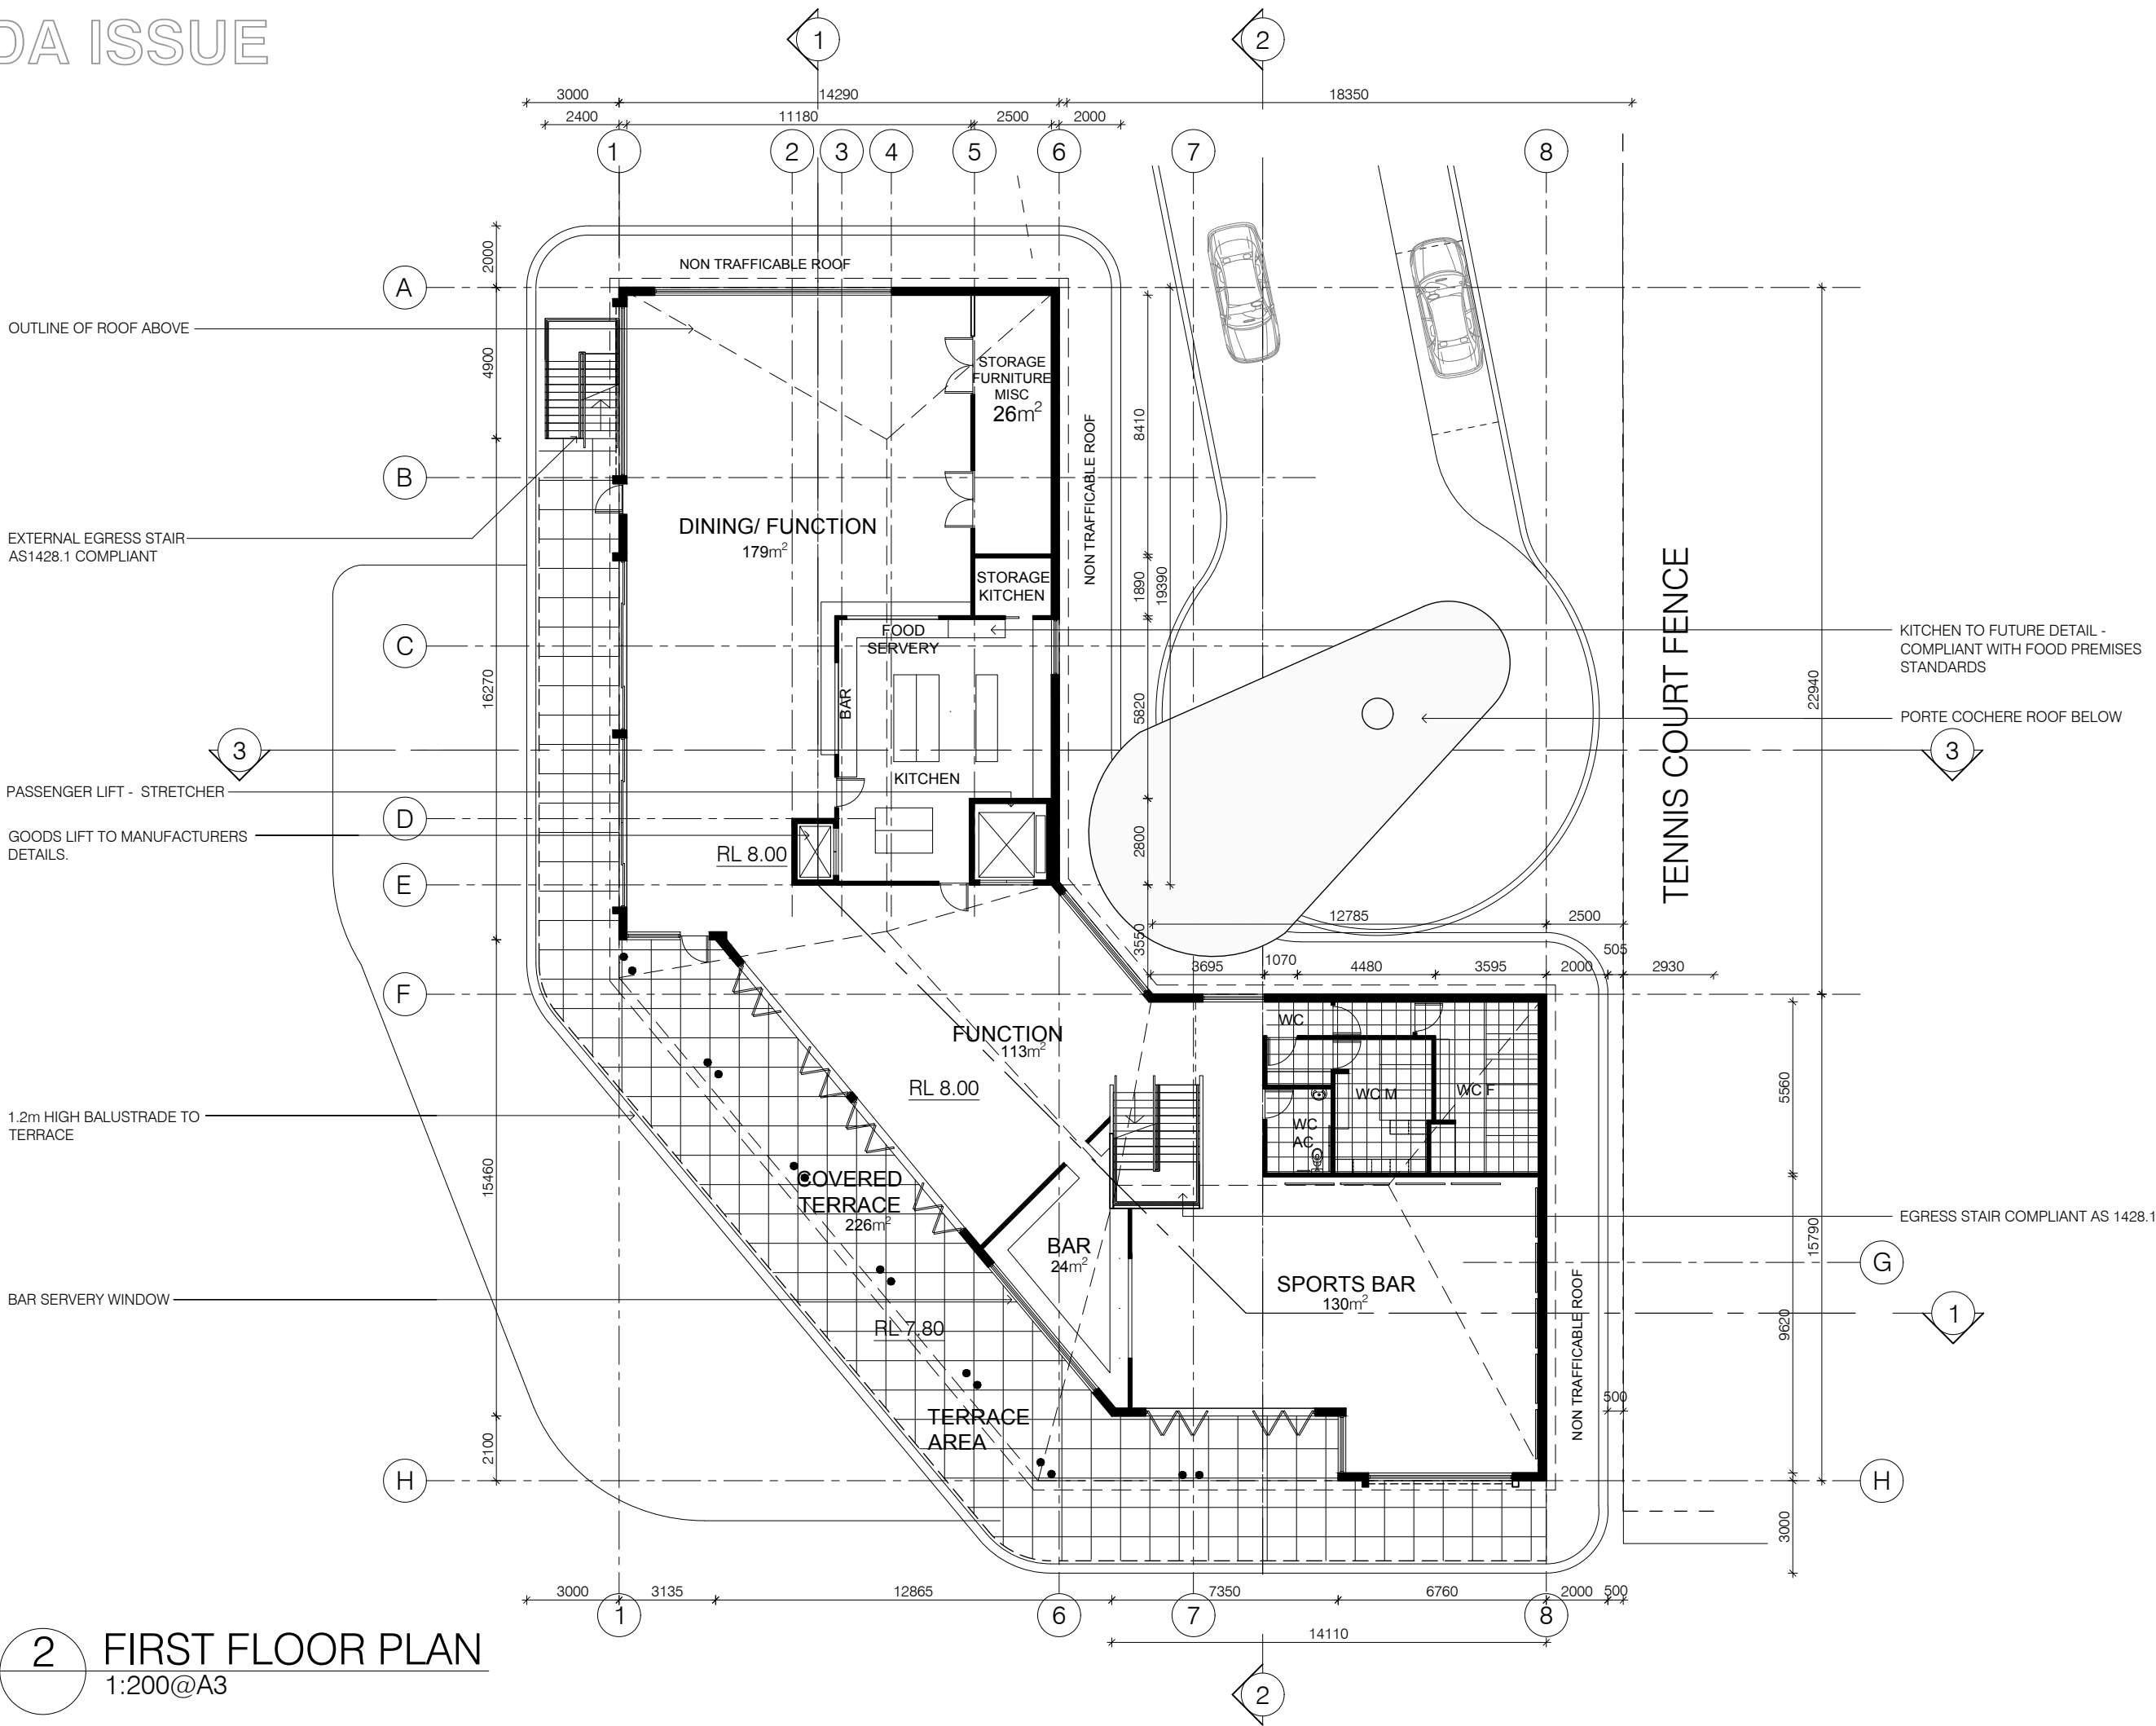 DA ISSUE
1
2
3000
14290
18350
2400
11180
2500
2000
1
2
3
4
5
6
7
8
2000
NON TRAFFICABLE ROOF
A
OUTLINE OF ROOF ABOVE
4900
STORAGE
FURNITURE
MISC
26m²
8410
NON TRAFFICABLE ROOF
B
DINING/ FUNCTION
179m²
EXTERNAL EGRESS STAIR
AS1428.1 COMPLIANT
STORAGE
KITCHEN
1890
19390
TENNIS COURT FENCE
FOOD
SERVERY
C
KITCHEN TO FUTURE DETAIL -
COMPLIANT WITH FOOD PREMISES
STANDARDS
16270
BAR
5820
22940
PORTE COCHERE ROOF BELOW
3
3
KITCHEN
PASSENGER LIFT - STRETCHER
D
GOODS LIFT TO MANUFACTURERS
DETAILS.
RL 8.00
2800
E
12785
2500
3550
505
3695
1070
4480
3595
2000
2930
F
FUNCTION
113m²
WC
RL 8.00
WC M
WC F
5560
1.2m HIGH BALUSTRADE TO
TERRACE
WC
AC
15460
COVERED
TERRACE
226m²
EGRESS STAIR COMPLIANT AS 1428.1
BAR
24m²
15790
G
SPORTS BAR
130m²
BAR SERVERY WINDOW
RL 7.80
9620
1
NON TRAFFICABLE ROOF
500
TERRACE
AREA
2100
H
H
3000
3000
3135
12865
7350
6760
2000
500
1
6
7
8
14110
2
FIRST FLOOR PLAN
1:200@A3
2